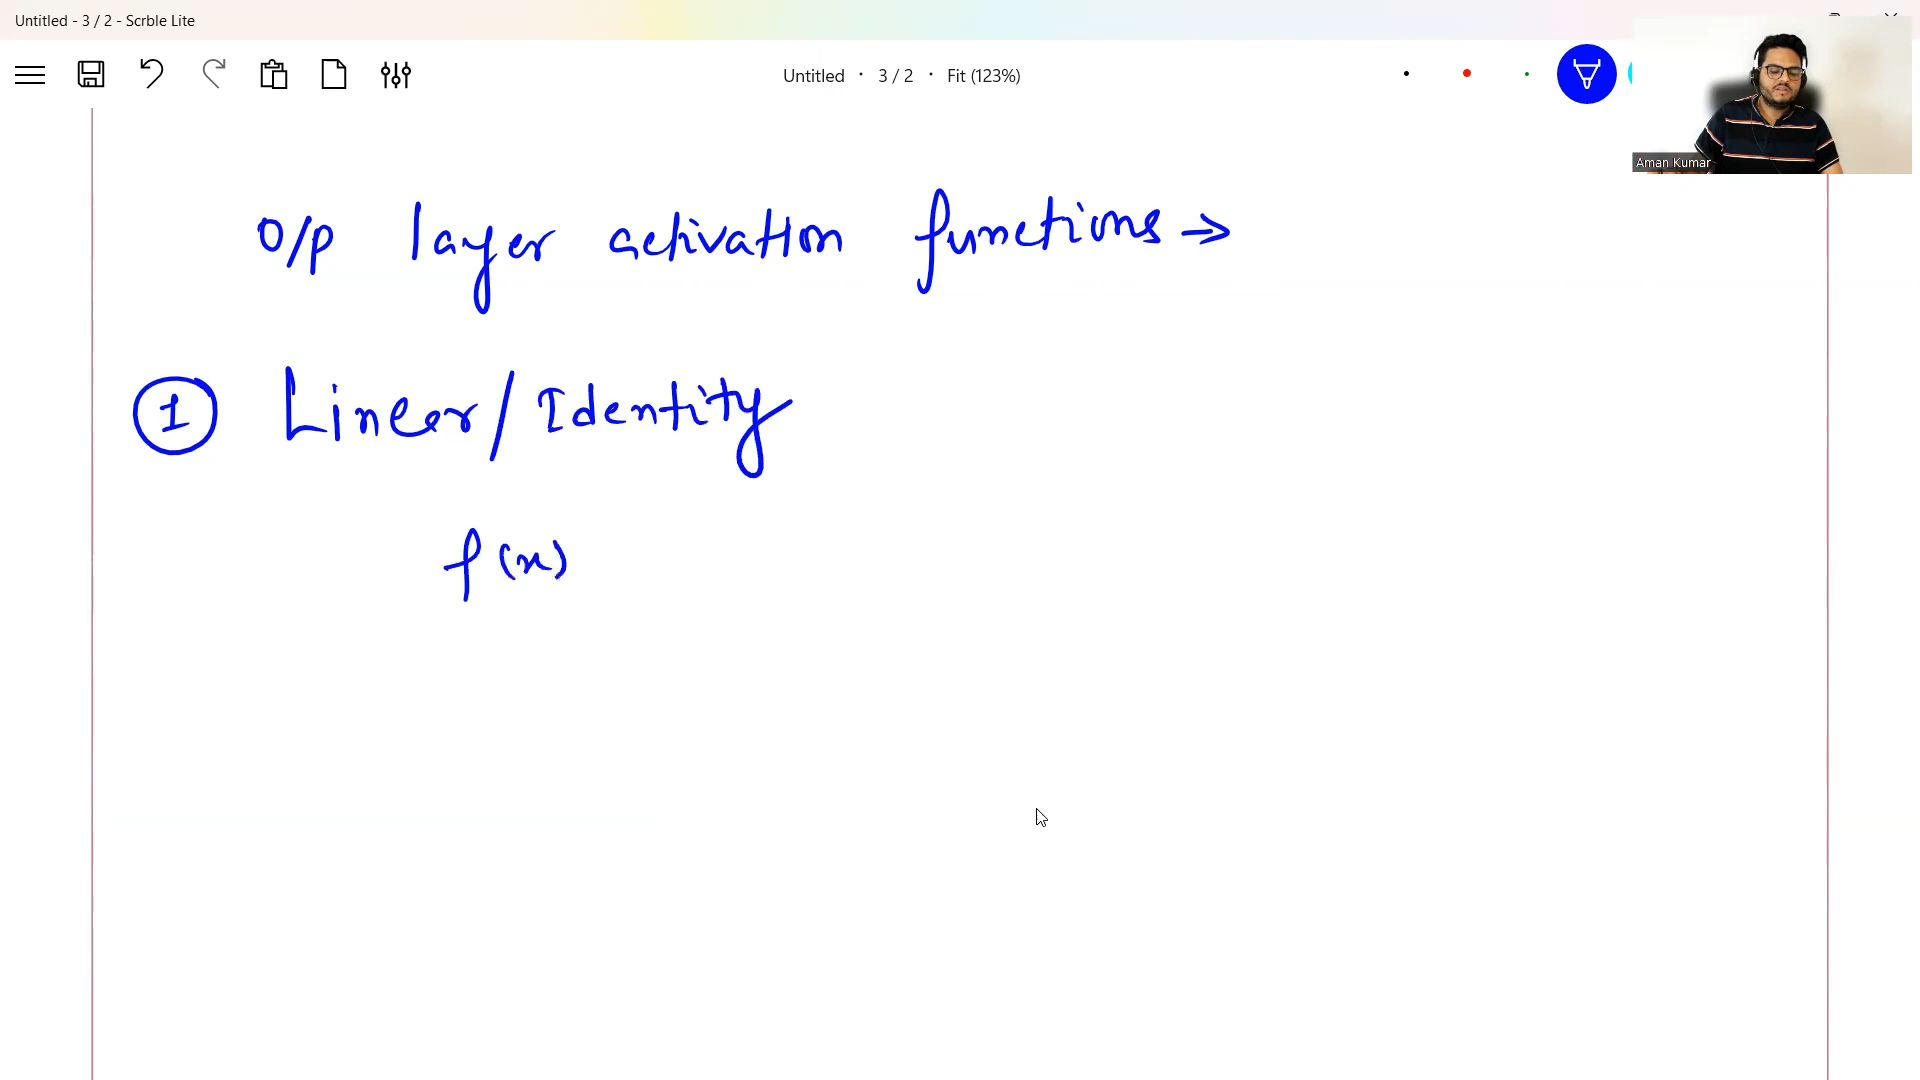 Untitled - 3 / 2 - Scrble Lite
Untitled · 3 / 2 · Fit (123%)
Aman Kumar
O/p layer activation functions →
1 Linear/Identity
f(x)